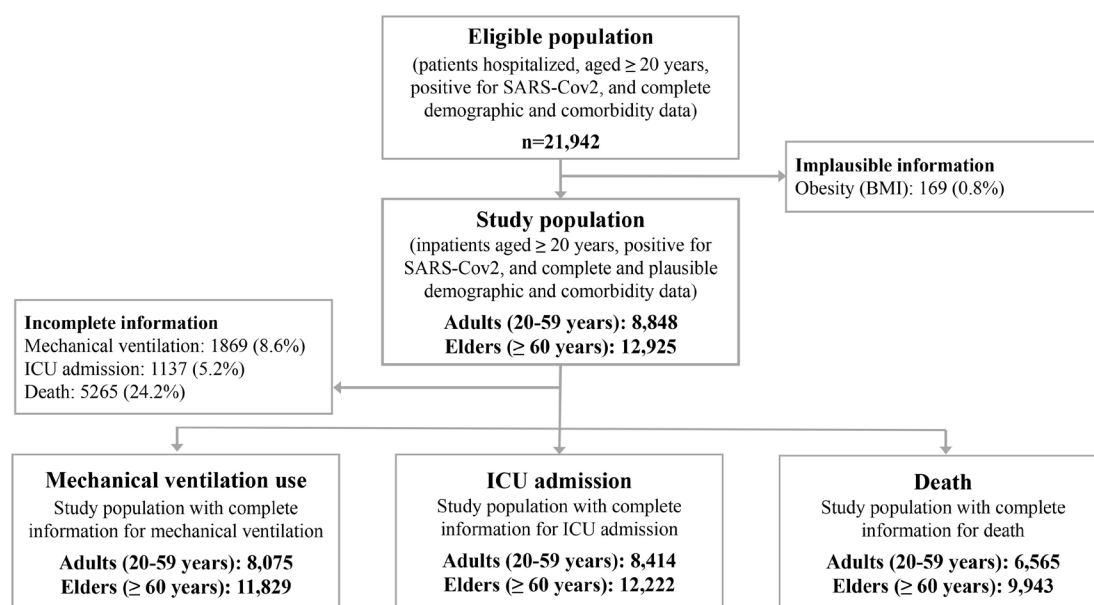 Eligible population
(patients hospitalized, aged ≥ 20 years,
positive for SARS-Cov2, and complete
demographic and comorbidity data)
n=21,942
Implausible information
Obesity (BMI): 169 (0.8%)
Study population
(inpatients aged ≥ 20 years, positive for
SARS-Cov2, and complete and plausible
demographic and comorbidity data)
Adults (20-59 years): 8,848
Elders (≥ 60 years): 12,925
Incomplete information
Mechanical ventilation: 1869 (8.6%)
ICU admission: 1137 (5.2%)
Death: 5265 (24.2%)
Mechanical ventilation use
Study population with complete
information for mechanical ventilation
Adults (20-59 years): 8,075
Elders (≥ 60 years): 11,829
ICU admission
Study population with complete
information for ICU admission
Adults (20-59 years): 8,414
Elders (≥ 60 years): 12,222
Death
Study population with complete
information for death
Adults (20-59 years): 6,565
Elders (≥ 60 years): 9,943